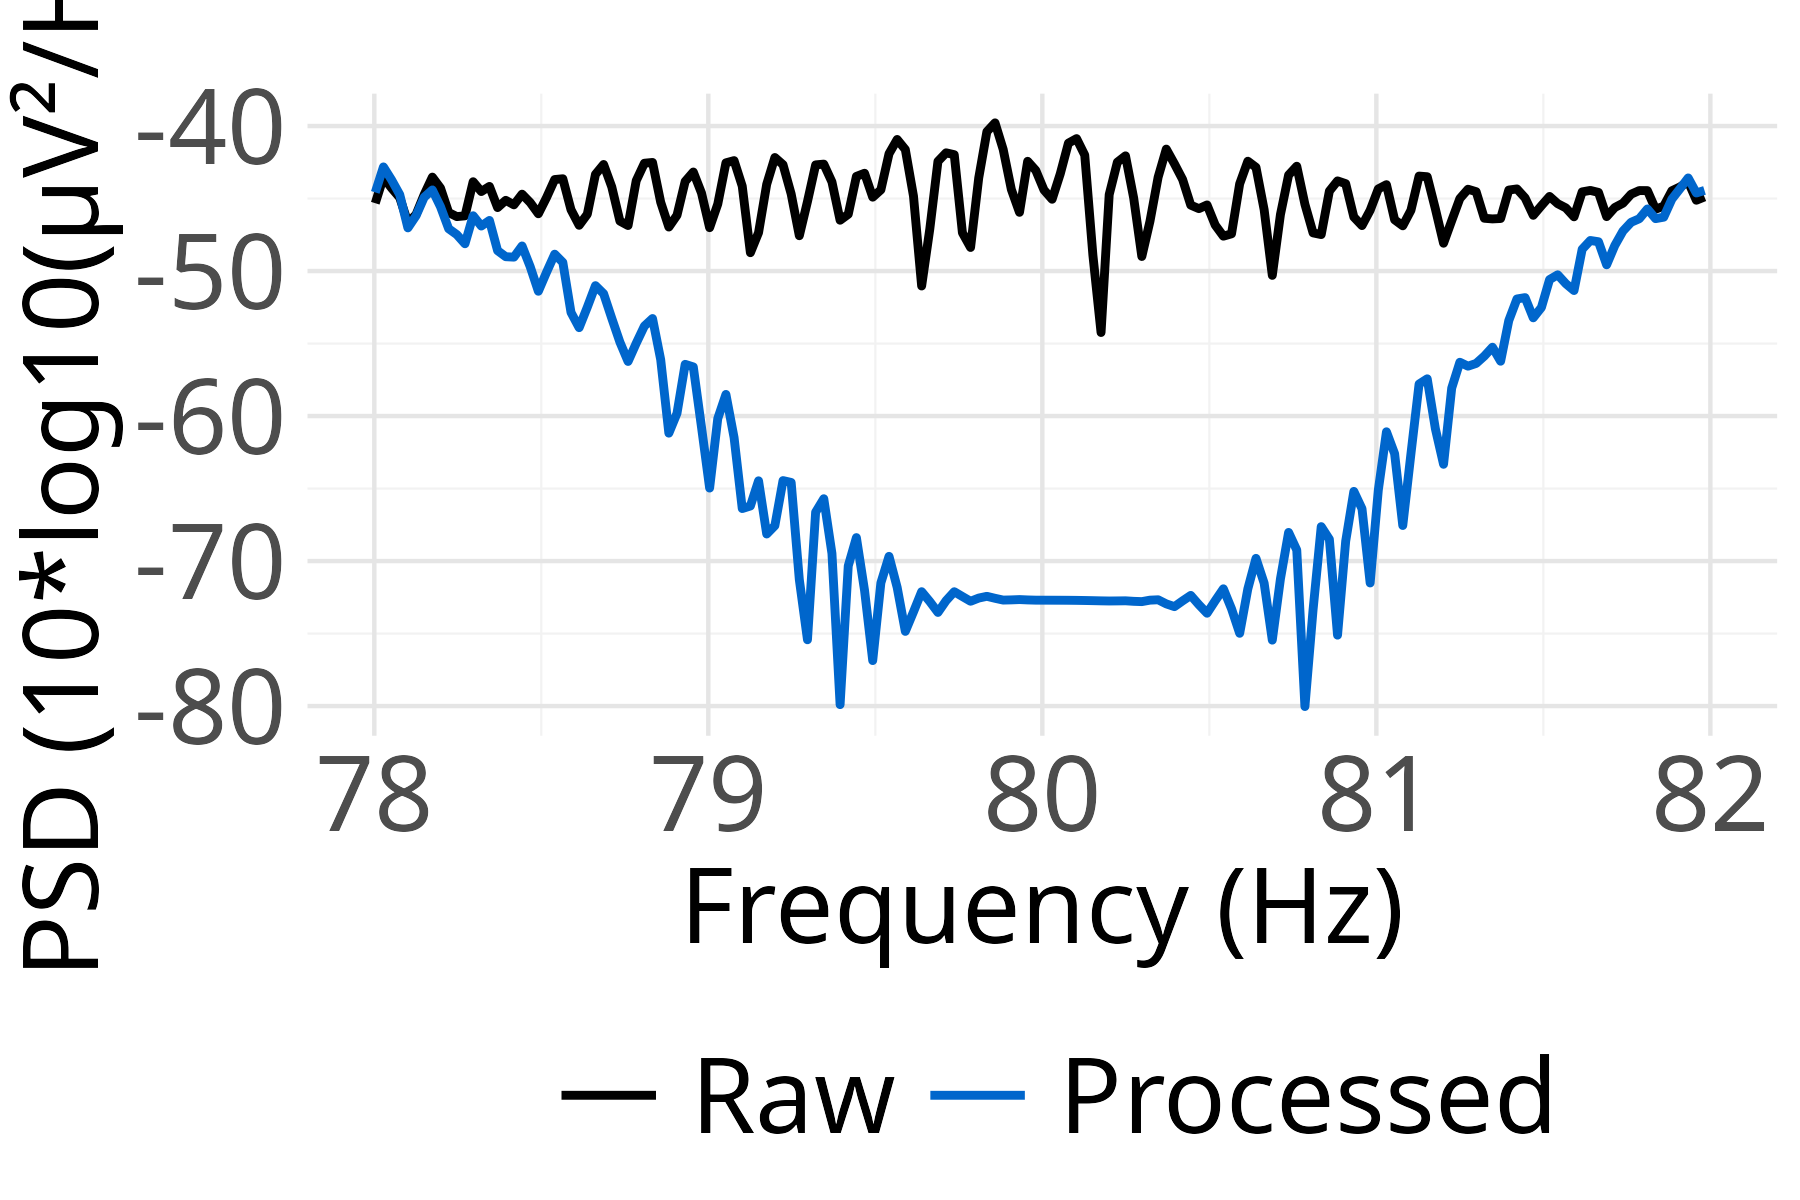 PSD (10*log10(µV²/H
-40
-50
-60
-70
-80
78 79 80 81 82
Frequency (Hz)
Raw Processed